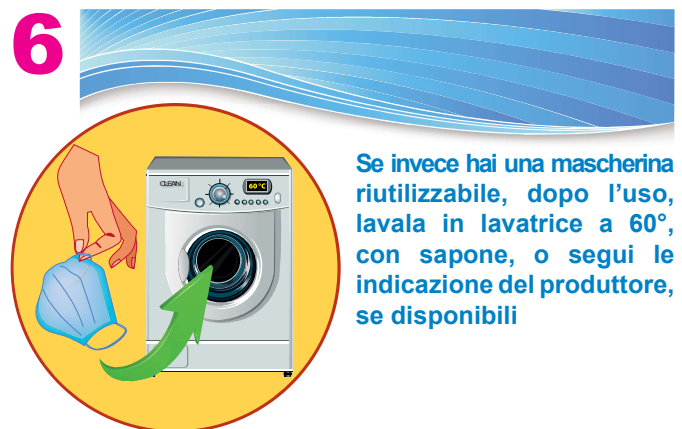 6
CLEAN
60 °C
Se invece hai una mascherina
riutilizzabile, dopo l’uso,
lavala in lavatrice a 60°,
con sapone, o segui le
indicazione del produttore,
se disponibili